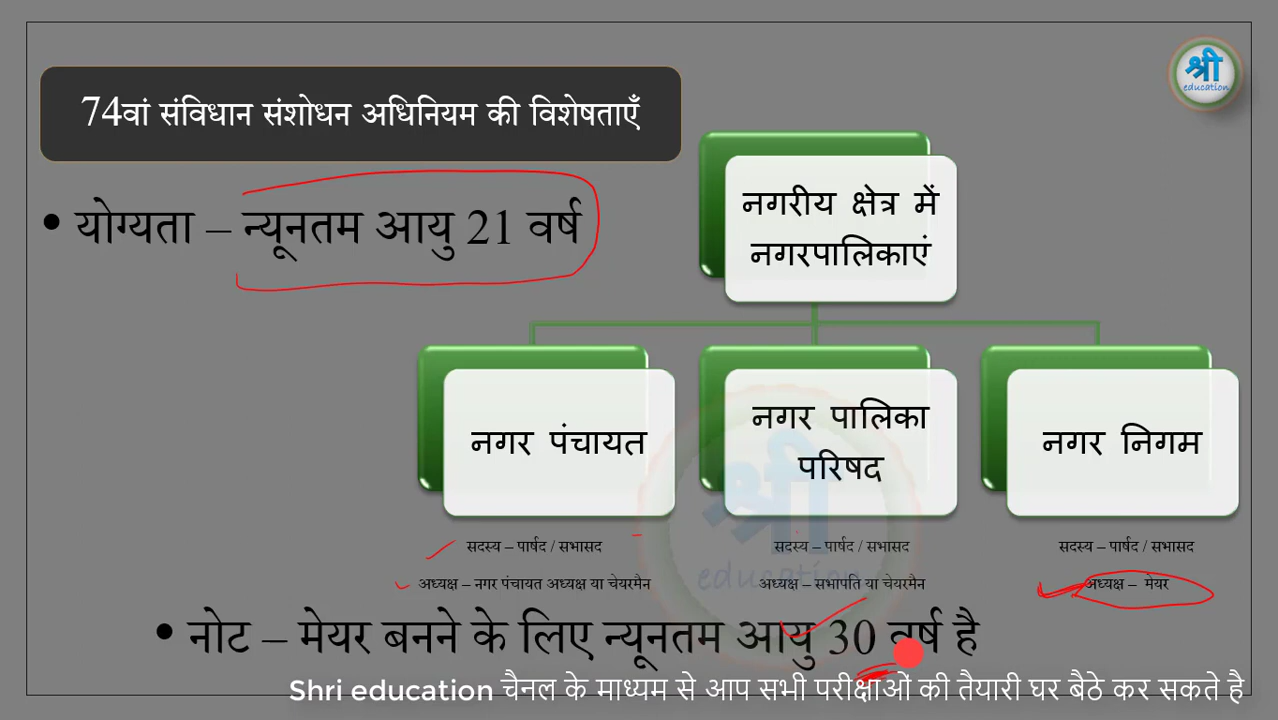 श्री
education
74वां संविधान संशोधन अधिनियम की विशेषताएँ
• योग्यता – न्यूनतम आयु 21 वर्ष
नगरीय क्षेत्र में
नगरपालिकाएं
नगर पंचायत
नगर पालिका
परिषद
नगर निगम
श्री
education
सदस्य – पार्षद / सभासद
अध्यक्ष – नगर पंचायत अध्यक्ष या चेयरमैन
सदस्य – पार्षद / सभासद
अध्यक्ष – सभापति या चेयरमैन
सदस्य – पार्षद / सभासद
अध्यक्ष – मेयर
• नोट – मेयर बनने के लिए न्यूनतम आयु 30 वर्ष है
Shri education चैनल के माध्यम से आप सभी परीक्षाओं की तैयारी घर बैठे कर सकते है